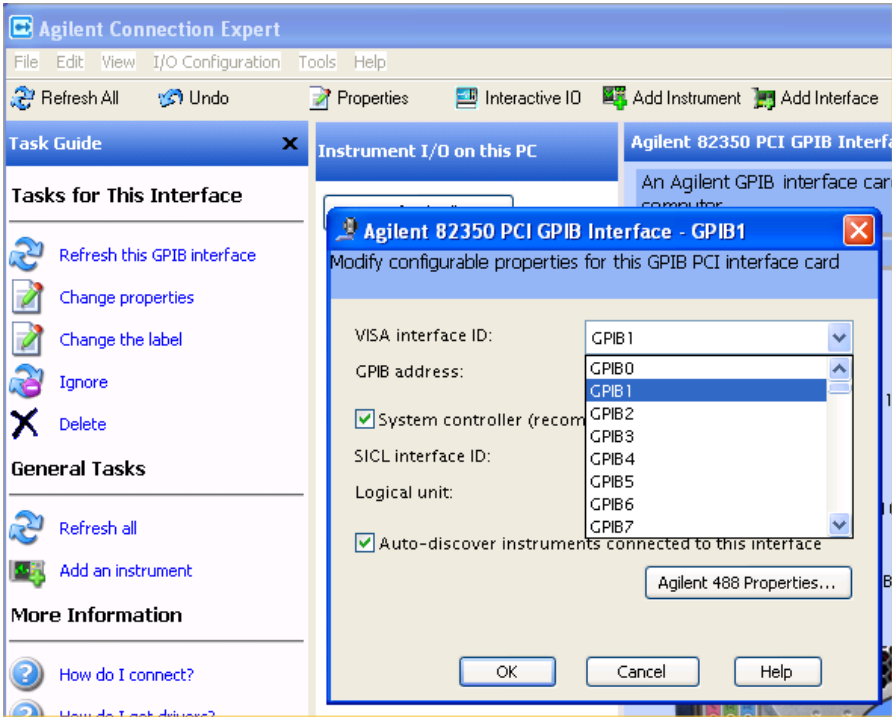 Agilent Connection Expert
File Edit View I/O Configuration Tools Help
Refresh All Undo Properties Interactive IO Add Instrument Add Interface
Task Guide
Tasks for This Interface
Refresh this GPIB interface
Change properties
Change the label
Ignore
Delete
General Tasks
Refresh all
Add an instrument
More Information
How do I connect?
How do I get drivers?
Instrument I/O on this PC
Agilent 82350 PCI GPIB Interfa
An Agilent GPIB interface car
computer
Agilent 82350 PCI GPIB Interface - GPIB1
Modify configurable properties for this GPIB PCI interface card
VISA interface ID: GPIB1
GPIB address:
System controller (recom
SICL interface ID:
Logical unit:
GPIB0
GPIB1
GPIB2
GPIB3
GPIB4
GPIB5
GPIB6
GPIB7
Auto-discover instruments connected to this interface
Agilent 488 Properties...
OK Cancel Help